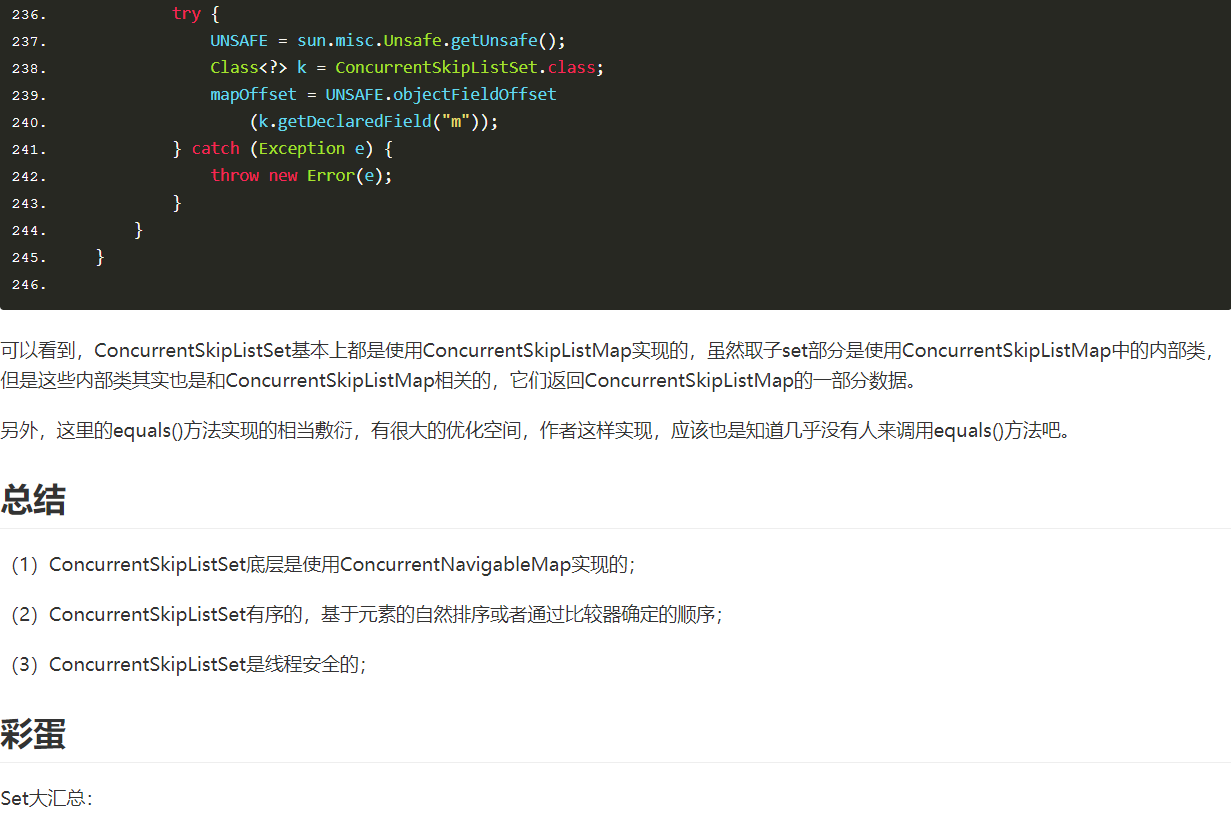 236.             try {
237.                 UNSAFE = sun.misc.Unsafe.getUnsafe();
238.                 Class<?> k = ConcurrentSkipListSet.class;
239.                 mapOffset = UNSAFE.objectFieldOffset
240.                     (k.getDeclaredField("m"));
241.             } catch (Exception e) {
242.                 throw new Error(e);
243.             }
244.         }
245.     }
246.
可以看到，ConcurrentSkipListSet基本上都是使用ConcurrentSkipListMap实现的，虽然取子set部分是使用ConcurrentSkipListMap中的内部类，
但是这些内部类其实也是和ConcurrentSkipListMap相关的，它们返回ConcurrentSkipListMap的一部分数据。
另外，这里的equals()方法实现的相当敷衍，有很大的优化空间，作者这样实现，应该也是知道几乎没有人来调用equals()方法吧。
总结
（1）ConcurrentSkipListSet底层是使用ConcurrentNavigableMap实现的；
（2）ConcurrentSkipListSet有序的，基于元素的自然排序或者通过比较器确定的顺序；
（3）ConcurrentSkipListSet是线程安全的；
彩蛋
Set大汇总：